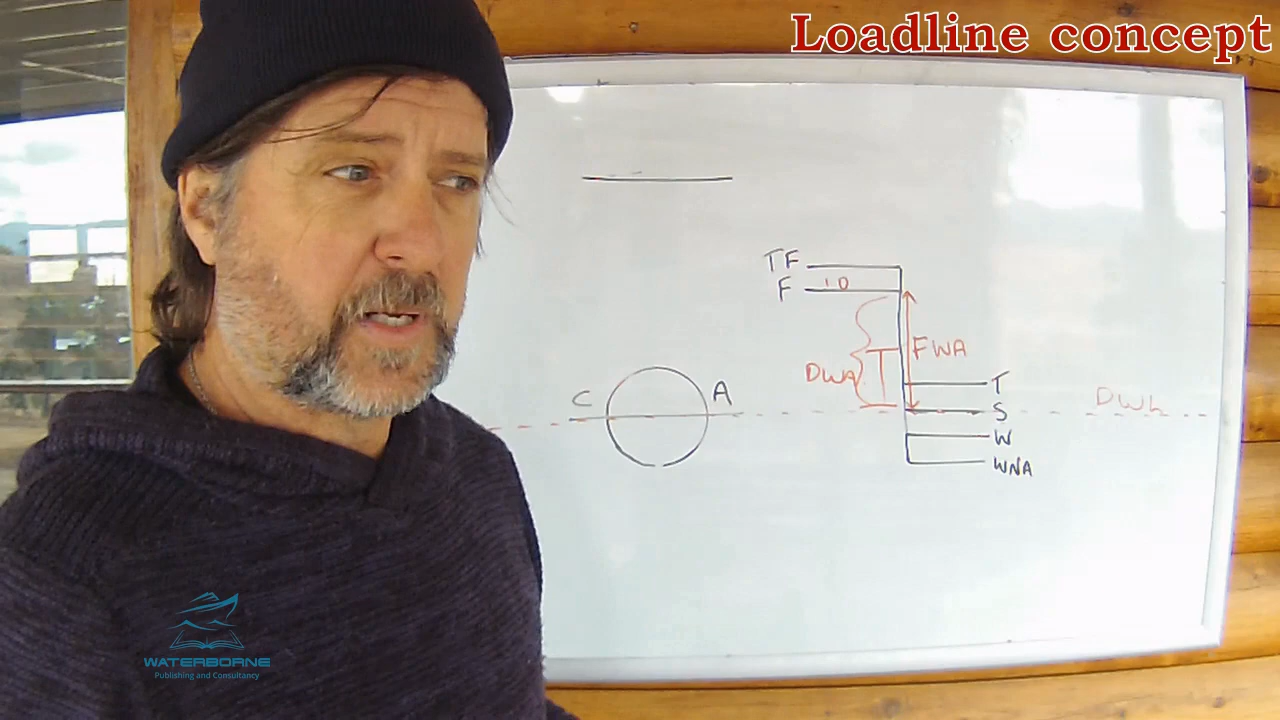 Loadline concept
TF
F 10
FWA
DWA
T
C A
S
DWL
W
WNA
WATERBORNE
Publishing and Consultancy